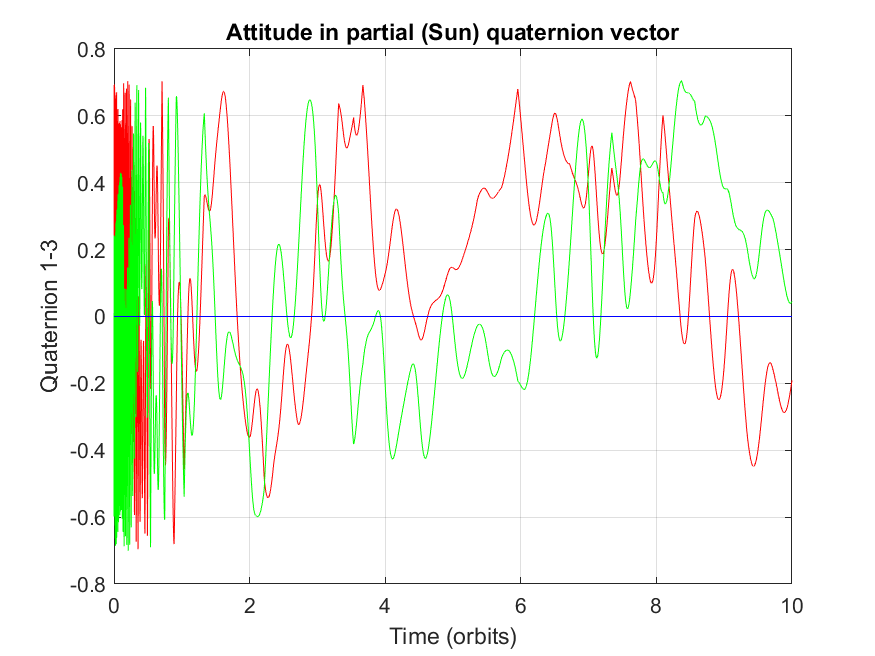 Attitude in partial (Sun) quaternion vector
0.8
0.6
0.4
0.2
0
-0.2
-0.4
-0.6
-0.8
Quaternion 1-3
0 2 4 6 8 10
Time (orbits)